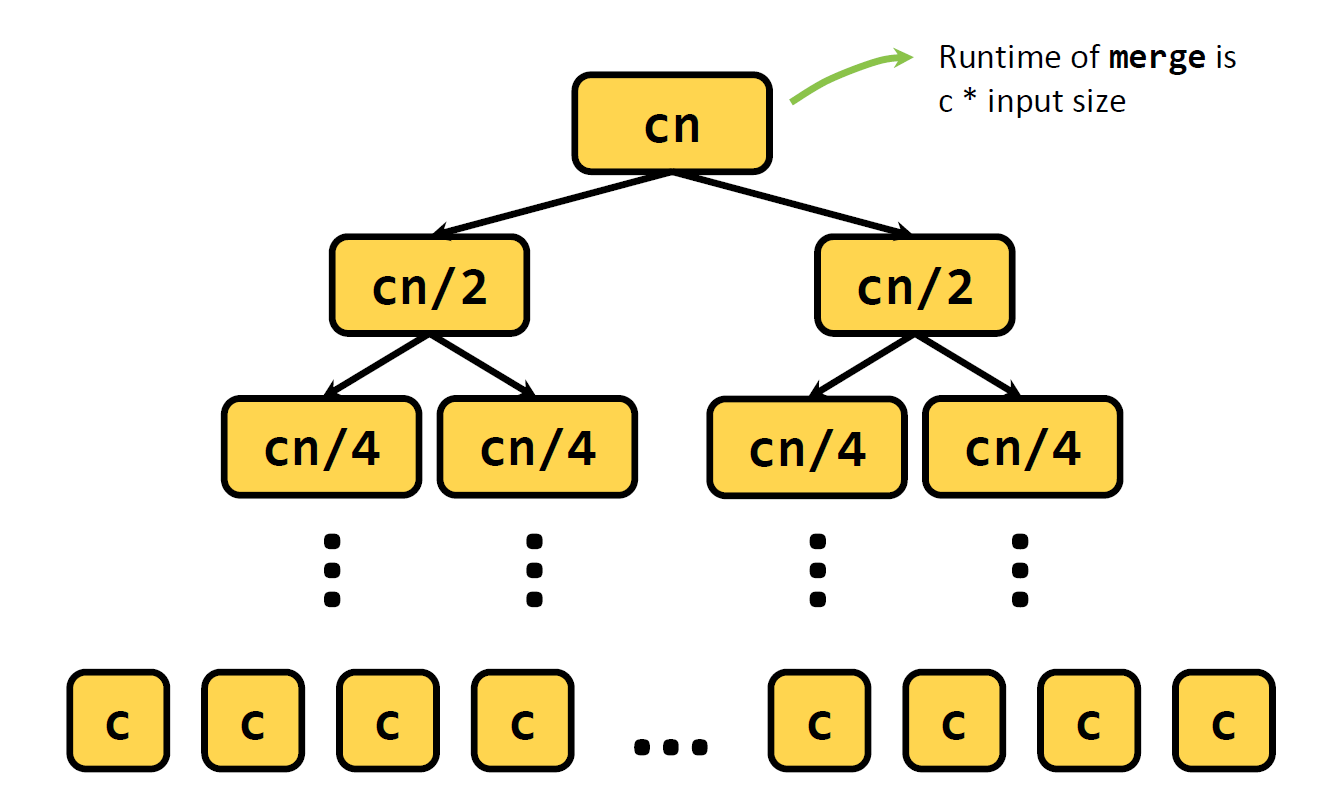 Runtime of merge is
c * input size
cn
cn/2 cn/2
cn/4 cn/4 cn/4 cn/4
c c c c ... c c c c